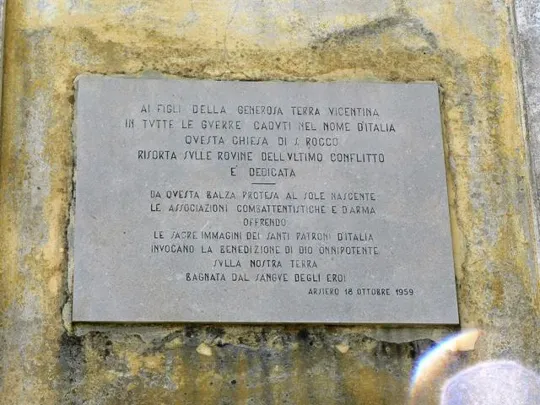 AI FIGLI DELLA GENEROSA TERRA VICENTINA
IN TVTTE LE GVERRE CADVTI NEL NOME D'ITALIA
QVESTA CHIESA DI S. ROCCO
RISORTA SVLLE ROVINE DELL'VLTIMO CONFLITTO
E' DEDICATA
DA QVESTA BALZA PROTESA AL SOLE NASCENTE
LE ASSOCIAZIONI COMBATTENTISTICHE E D'ARMA
OFFRENDO
LE SACRE IMMAGINI DEI SANTI PATRONI D'ITALIA
INVOCANO LA BENEDIZIONE DI DIO ONNIPOTENTE
SVLLA NOSTRA TERRA
BAGNATA DAL SANGVE DEGLI EROI
ARSIERO 18 OTTOBRE 1959